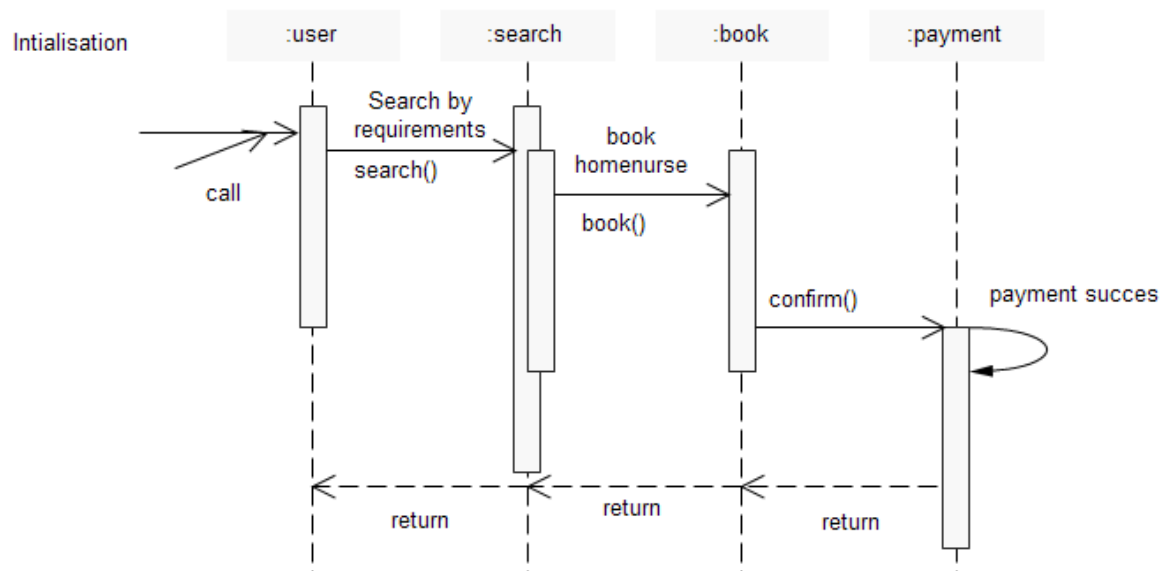 Intialisation
:user
:search
:book
:payment
Search by
requirements
search()
call
book
homenurse
book()
confirm()
payment succes
return
return
return